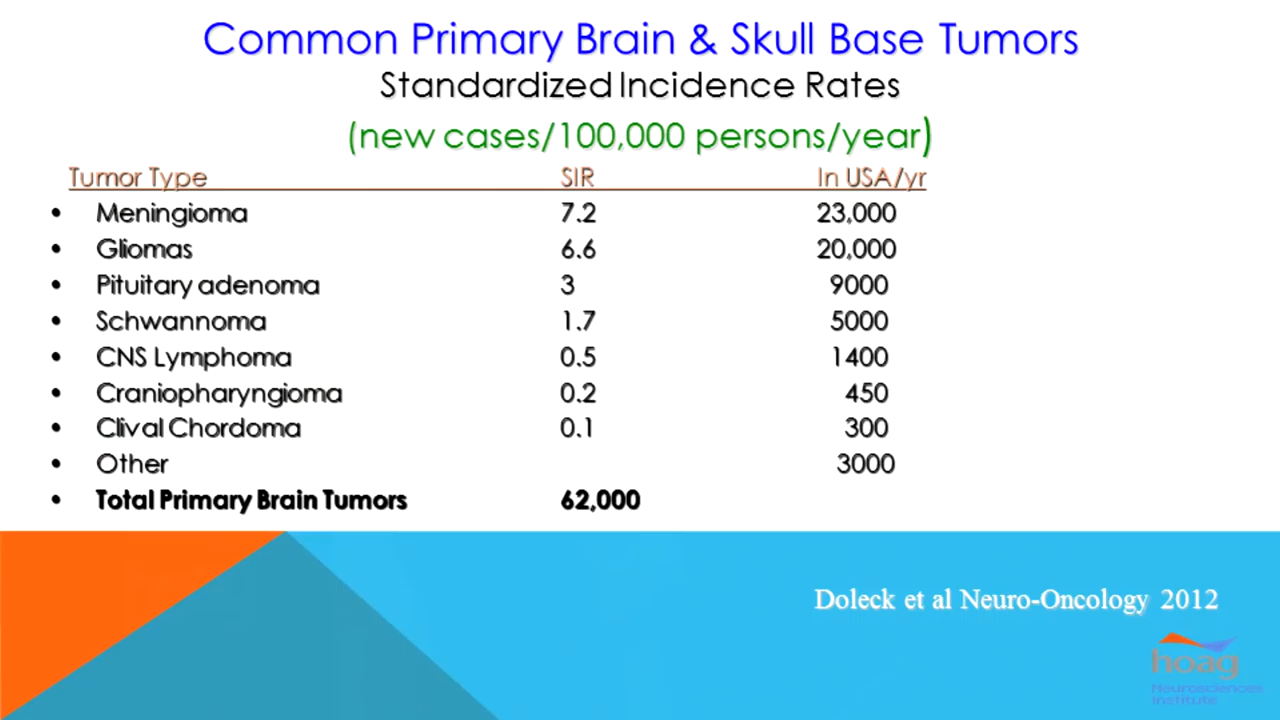 Common Primary Brain & Skull Base Tumors
Standardized Incidence Rates
(new cases/100,000 persons/year)
Tumor Type SIR In USA/yr
• Meningioma 7.2 23,000
• Gliomas 6.6 20,000
• Pituitary adenoma 3 9000
• Schwannoma 1.7 5000
• CNS Lymphoma 0.5 1400
• Craniopharyngioma 0.2 450
• Clival Chordoma 0.1 300
• Other 3000
• Total Primary Brain Tumors 62,000
Doleck et al Neuro-Oncology 2012
hoag
Neurosciences
Institute